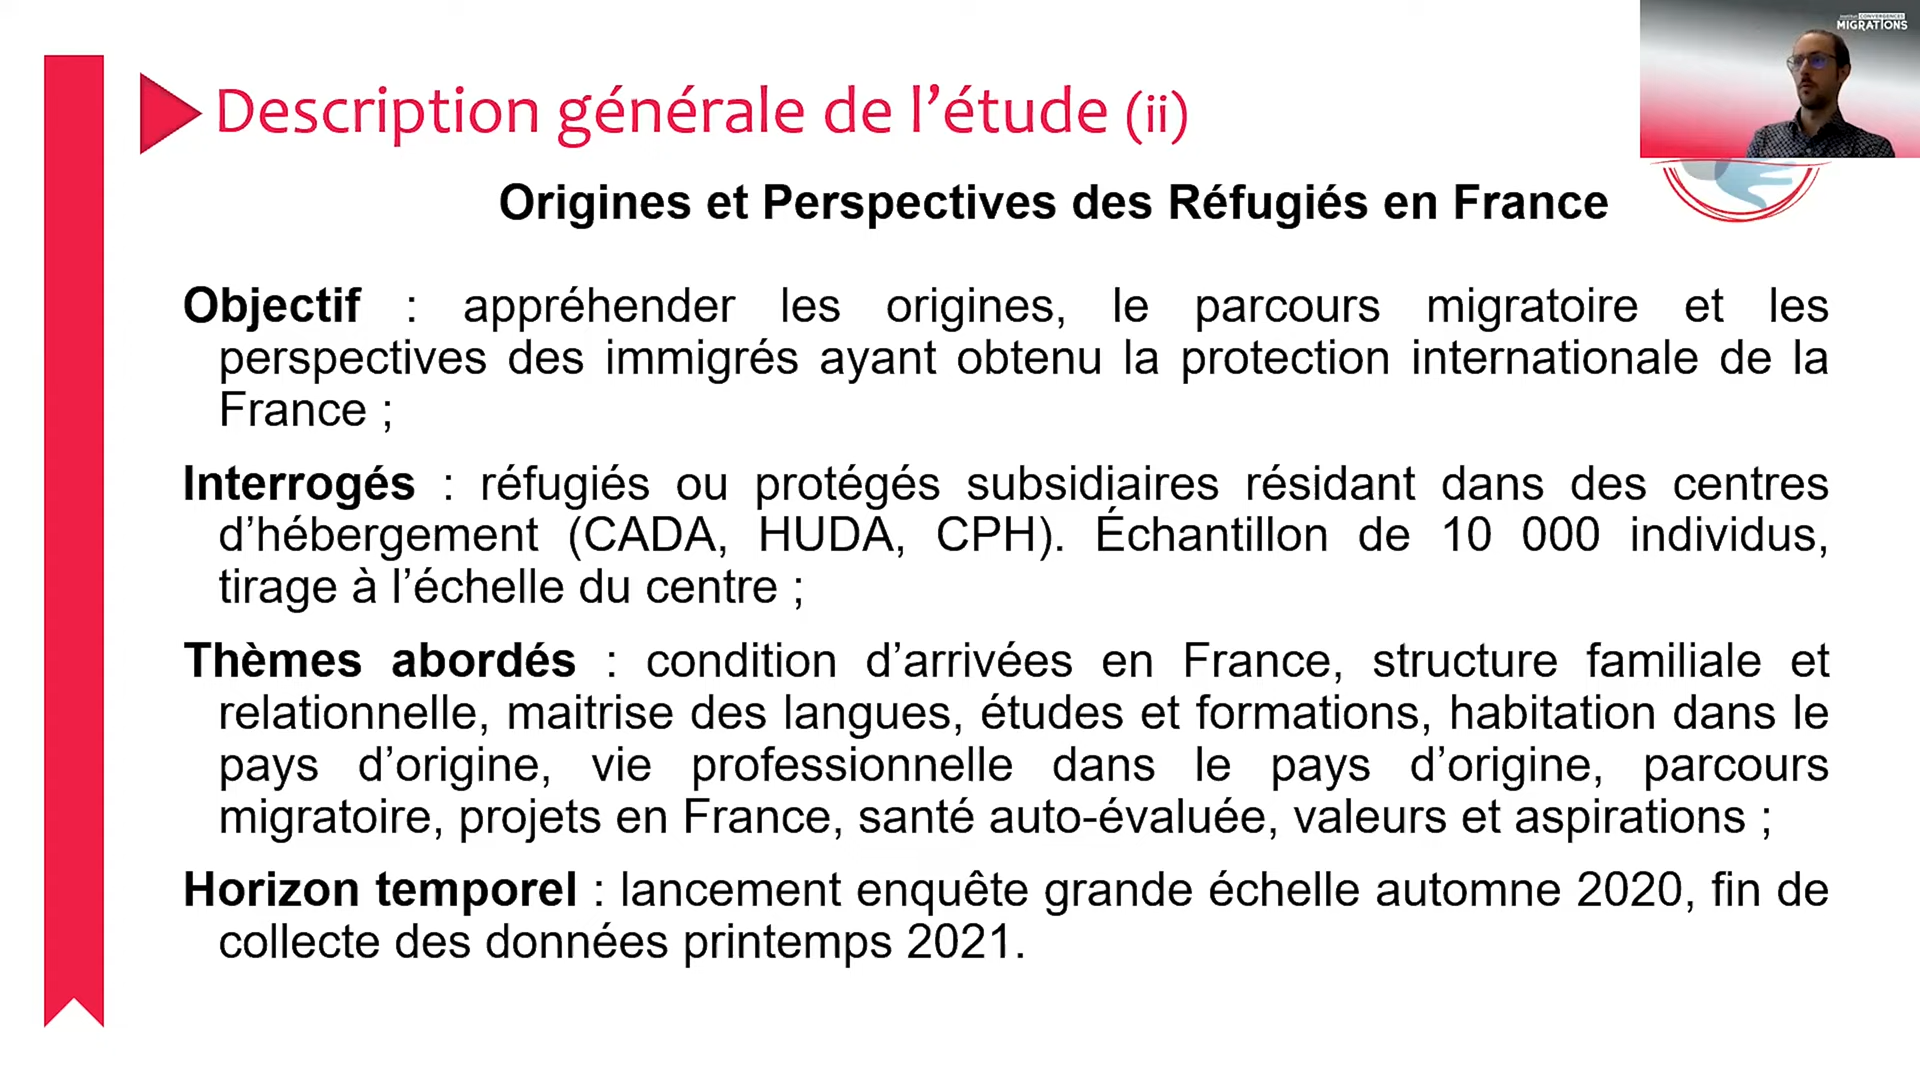 CONVERGENCES
MIGRATIONS
Description générale de l’étude (ii)
Origines et Perspectives des Réfugiés en France
Objectif : appréhender les origines, le parcours migratoire et les
perspectives des immigrés ayant obtenu la protection internationale de la
France ;
Interrogés : réfugiés ou protégés subsidiaires résidant dans des centres
d’hébergement (CADA, HUDA, CPH). Échantillon de 10 000 individus,
tirage à l’échelle du centre ;
Thèmes abordés : condition d’arrivées en France, structure familiale et
relationnelle, maitrise des langues, études et formations, habitation dans le
pays d’origine, vie professionnelle dans le pays d’origine, parcours
migratoire, projets en France, santé auto-évaluée, valeurs et aspirations ;
Horizon temporel : lancement enquête grande échelle automne 2020, fin de
collecte des données printemps 2021.